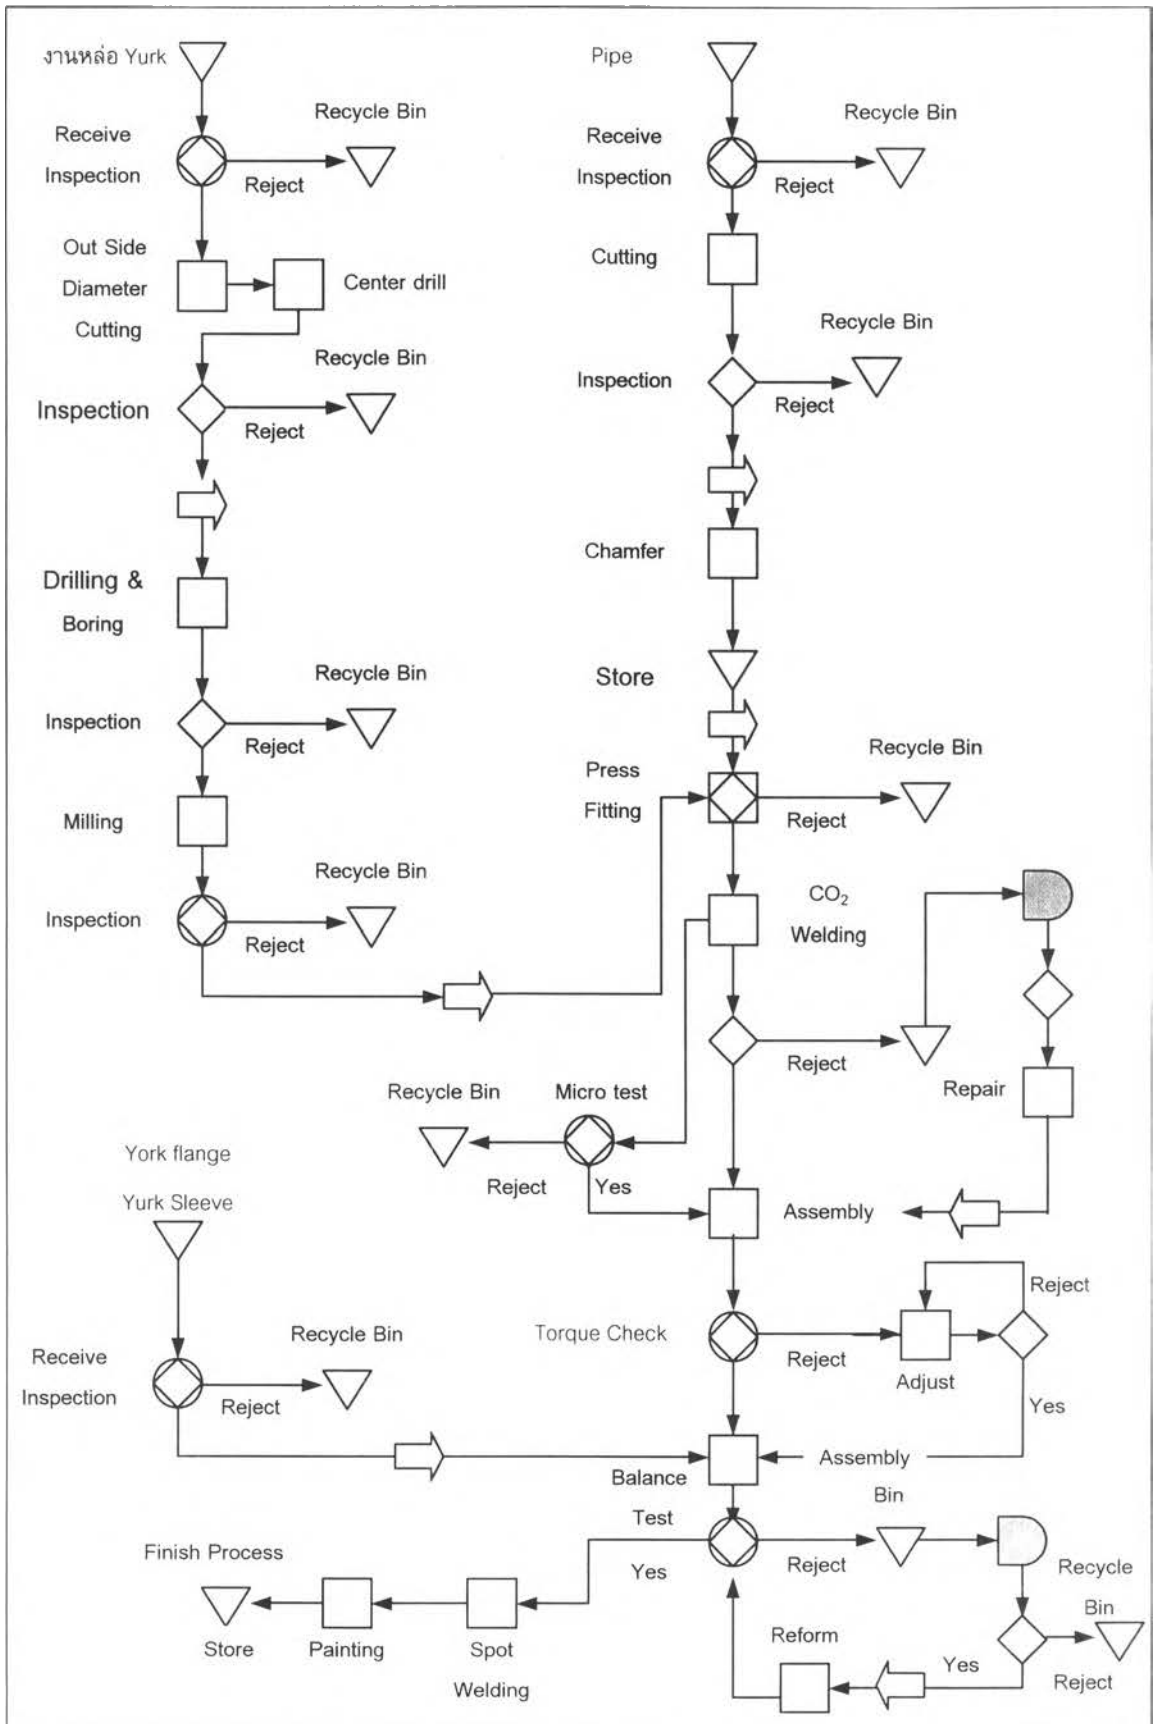 งานหล่อ Yurk
Pipe
Recycle Bin
Receive
Inspection
Reject
Recycle Bin
Receive
Inspection
Reject
Out Side
Diameter
Cutting
Center drill
Cutting
Recycle Bin
Inspection
Reject
Recycle Bin
Inspection
Reject
Chamfer
Drilling &
Boring
Store
Recycle Bin
Inspection
Reject
Press
Fitting
Recycle Bin
Reject
Milling
Recycle Bin
Inspection
Reject
CO₂
Welding
Reject
Repair
Recycle Bin
Micro test
Reject
Yes
York flange
Yurk Sleeve
Assembly
Torque Check
Reject
Adjust
Reject
Yes
Recycle Bin
Receive
Inspection
Reject
Assembly
Balance
Test
Yes
Bin
Reject
Recycle
Bin
Reject
Yes
Reform
Finish Process
Store
Painting
Spot
Welding